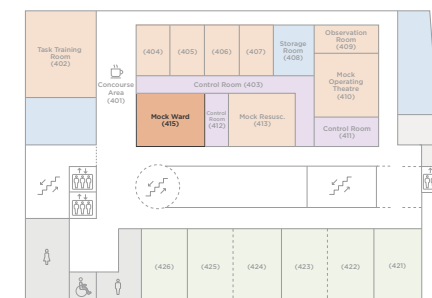 Task Training
Room
(402)
Concourse
Area
(401)
(404)
(405)
(406)
(407)
Storage
Room
(408)
Observation
Room
(409)
Control Room (403)
Mock
Operating
Theatre
(410)
Mock Ward
(415)
Control
Room
(412)
Mock Resusc.
(413)
Control Room
(411)
(426)
(425)
(424)
(423)
(422)
(421)